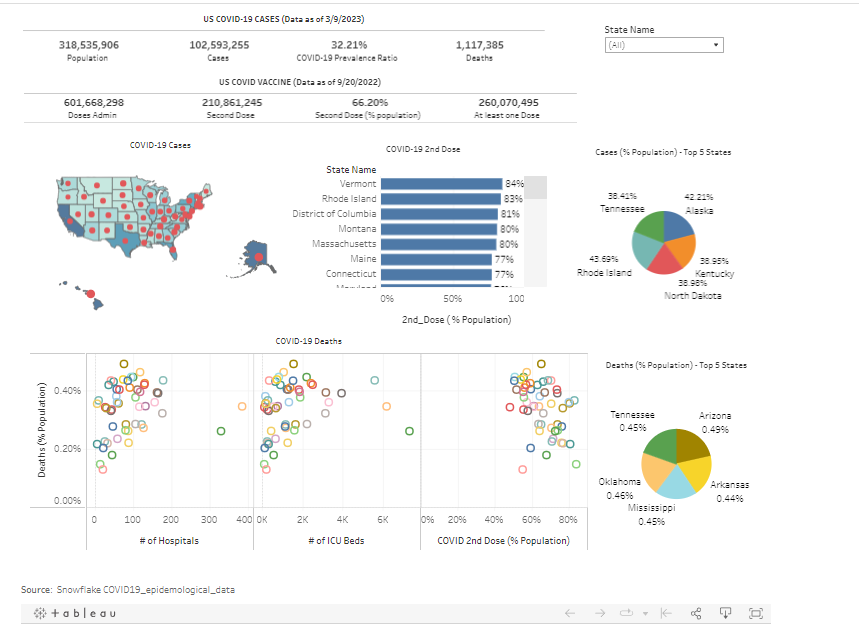 US COVID-19 CASES (Data as of 3/9/2023)
318,535,906 102,593,255 32.21% 1,117,385
Population Cases COVID-19 Prevalence Ratio Deaths
State Name
(All)
US COVID VACCINE (Data as of 9/20/2022)
601,668,298 210,861,245 66.20% 260,070,495
Doses Admin Second Dose Second Dose (% population) At least one Dose
COVID-19 Cases
COVID-19 2nd Dose
State Name
Vermont 84%
Rhode Island 83%
District of Columbia 81%
Montana 80%
Massachusetts 80%
Maine 77%
Connecticut 77%
0% 50% 100
2nd_Dose (% Population)
Cases (% Population) - Top 5 States
38.41%
Tennessee
42.21%
Alaska
43.69%
Rhode Island
38.95%
Kentucky
38.98%
North Dakota
COVID-19 Deaths
Deaths (% Population)
0.40%
0.20%
0.00%
0 100 200 300 400
# of Hospitals
0K 2K 4K 6K
# of ICU Beds
0% 20% 40% 60% 80%
COVID 2nd Dose (% Population)
Deaths (% Population) - Top 5 States
Tennessee
0.45%
Arizona
0.49%
Oklahoma
0.46%
Arkansas
0.44%
Mississippi
0.45%
Source: Snowflake COVID19_epidemological_data
+ableau